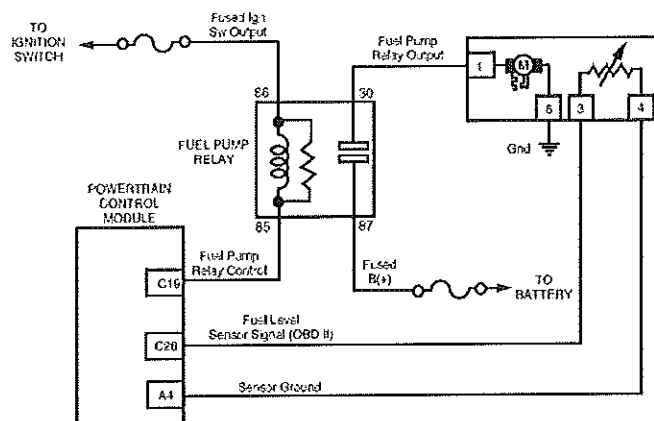 TO
IGNITION
SWITCH
Fused Ign
Sw Output
Fuel Pump
Relay Output
1
M
6
3
4
Gnd
86
30
FUEL PUMP
RELAY
85
87
POWERTRAIN
CONTROL
MODULE
Fuel Pump
Relay Control
Fused
B(+)
TO
BATTERY
C19
Fuel Level
Sensor Signal (OBD II)
C26
Sensor Ground
A4